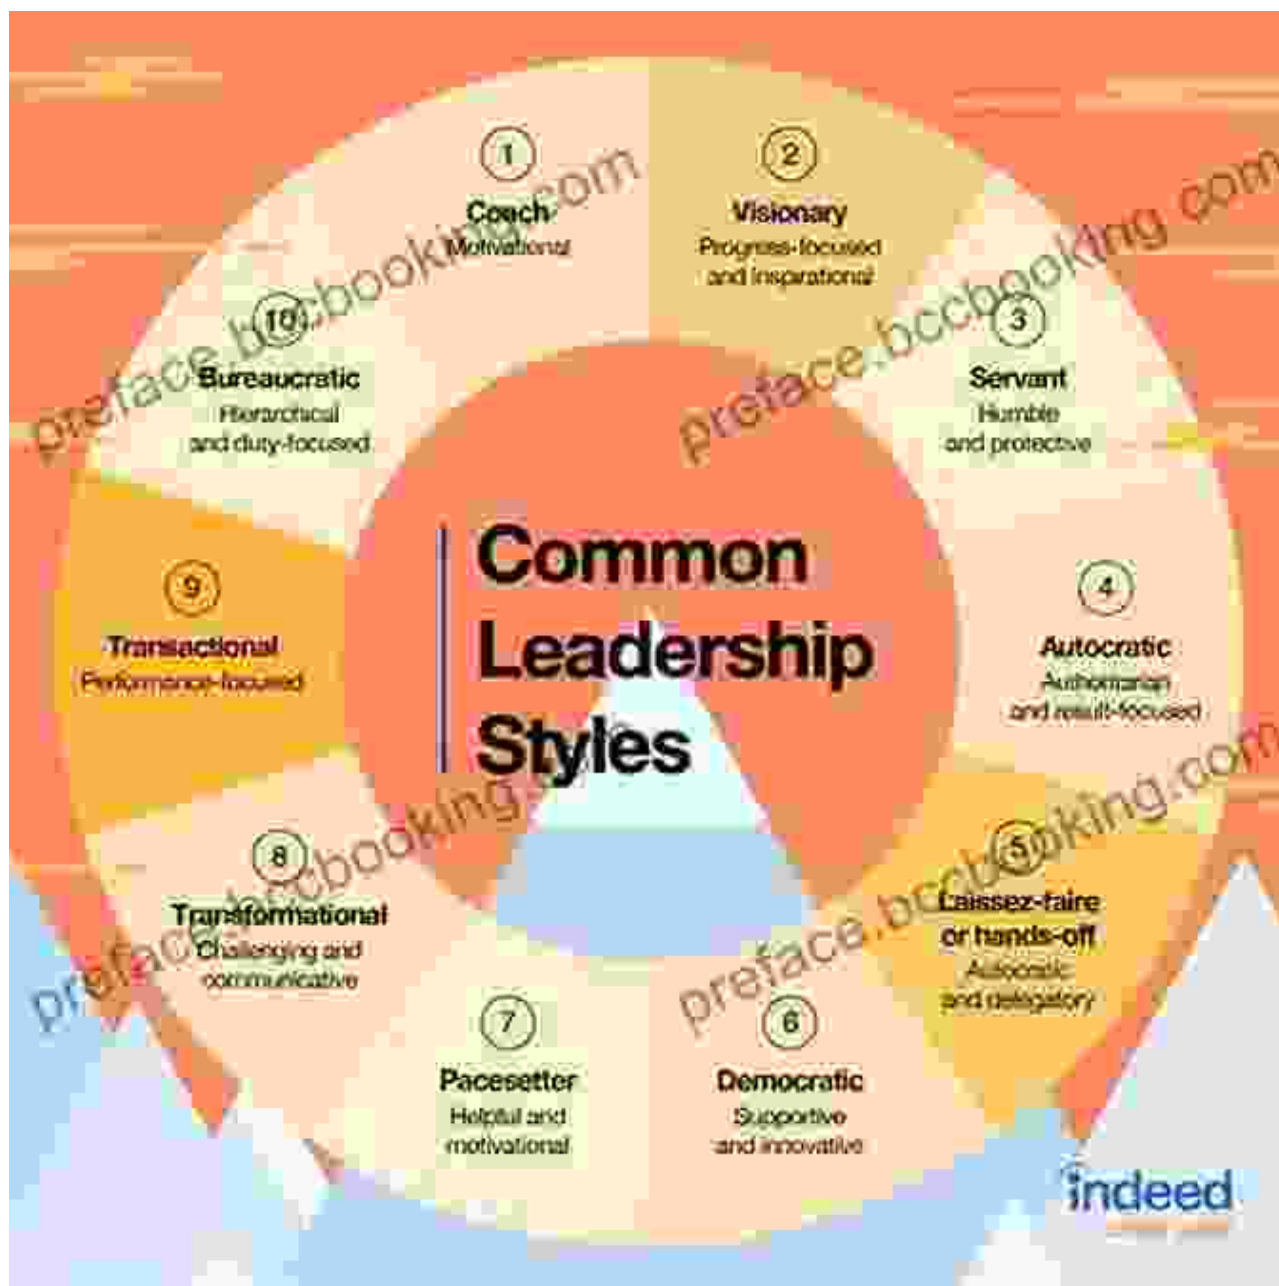 Common
Leadership
Styles
1
Coach
Motivational
2
Visionary
Progress-focused
and inspirational
3
Servant
Humble
and protective
4
Autocratic
Authoritarian
and result-focused
5
Laissez-faire
or hands-off
Autocratic
and delegatory
6
Democratic
Supportive
and innovative
7
Pacesetter
Helpful and
motivational
8
Transformational
Challenging and
communicative
9
Transactional
Performance-focused
10
Bureaucratic
Hierarchical
and duty-focused
indeed
preface.bccbooking.com
preface.bccbooking.com
preface.bccbooking.com
preface.bccbooking.com